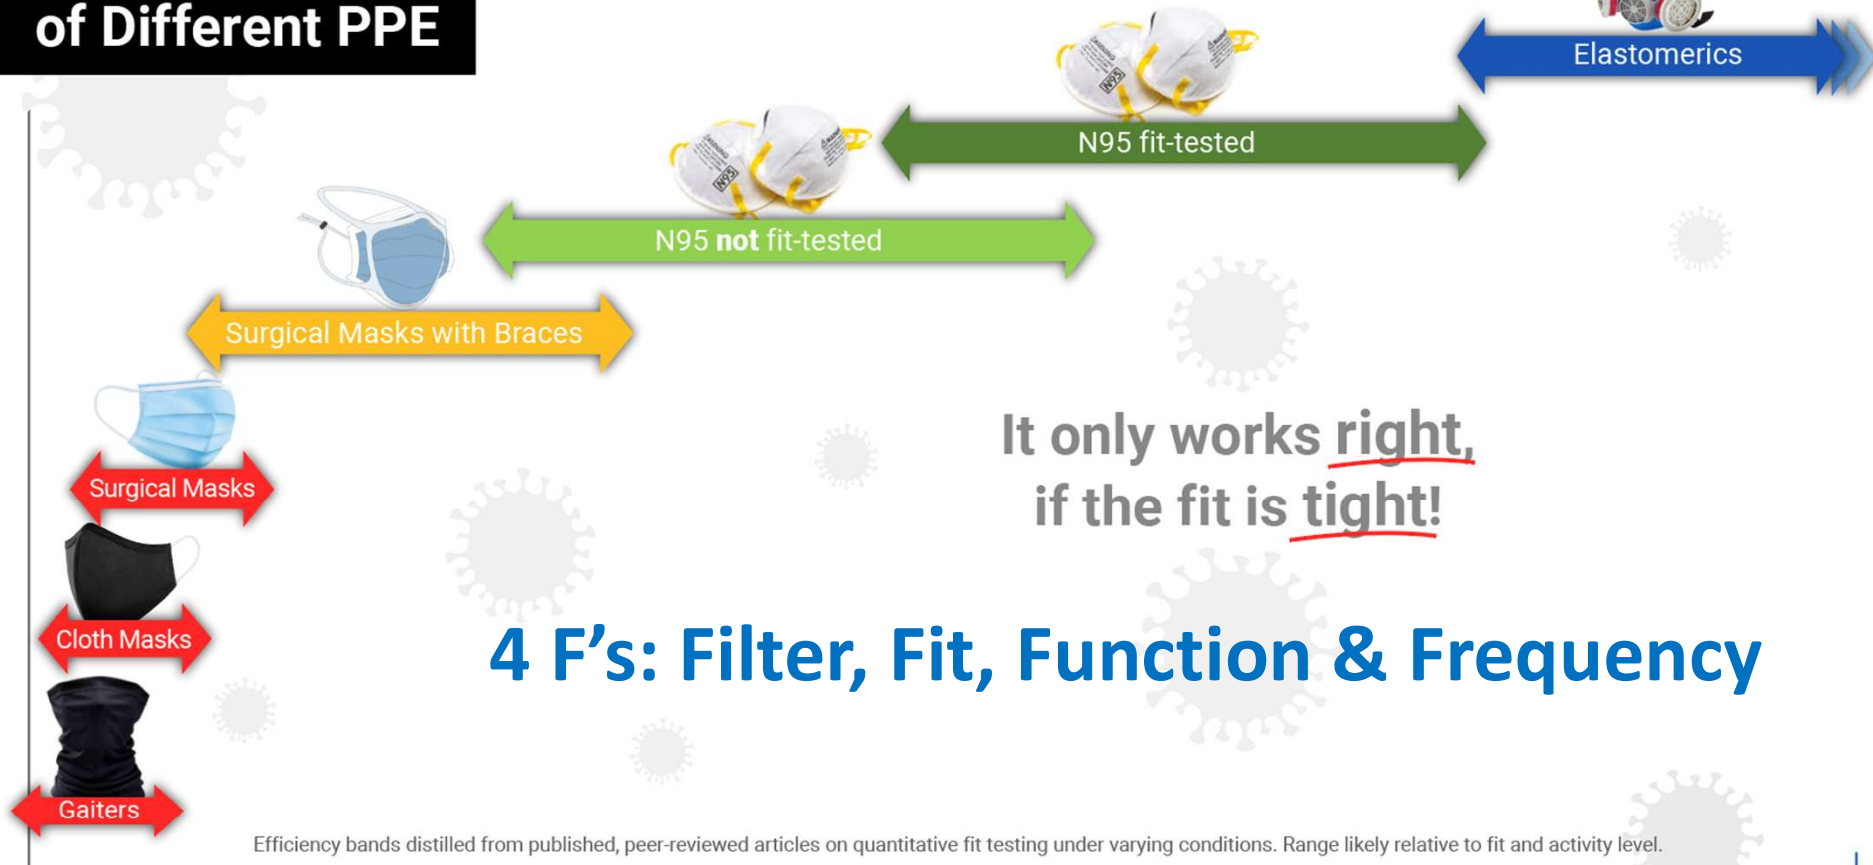 of Different PPE
Elastomerics
N95 fit-tested
N95
N95 not fit-tested
N95
Surgical Masks with Braces
Surgical Masks
It only works right,
if the fit is tight!
Cloth Masks
4 F’s: Filter, Fit, Function & Frequency
Gaiters
Efficiency bands distilled from published, peer-reviewed articles on quantitative fit testing under varying conditions. Range likely relative to fit and activity level.